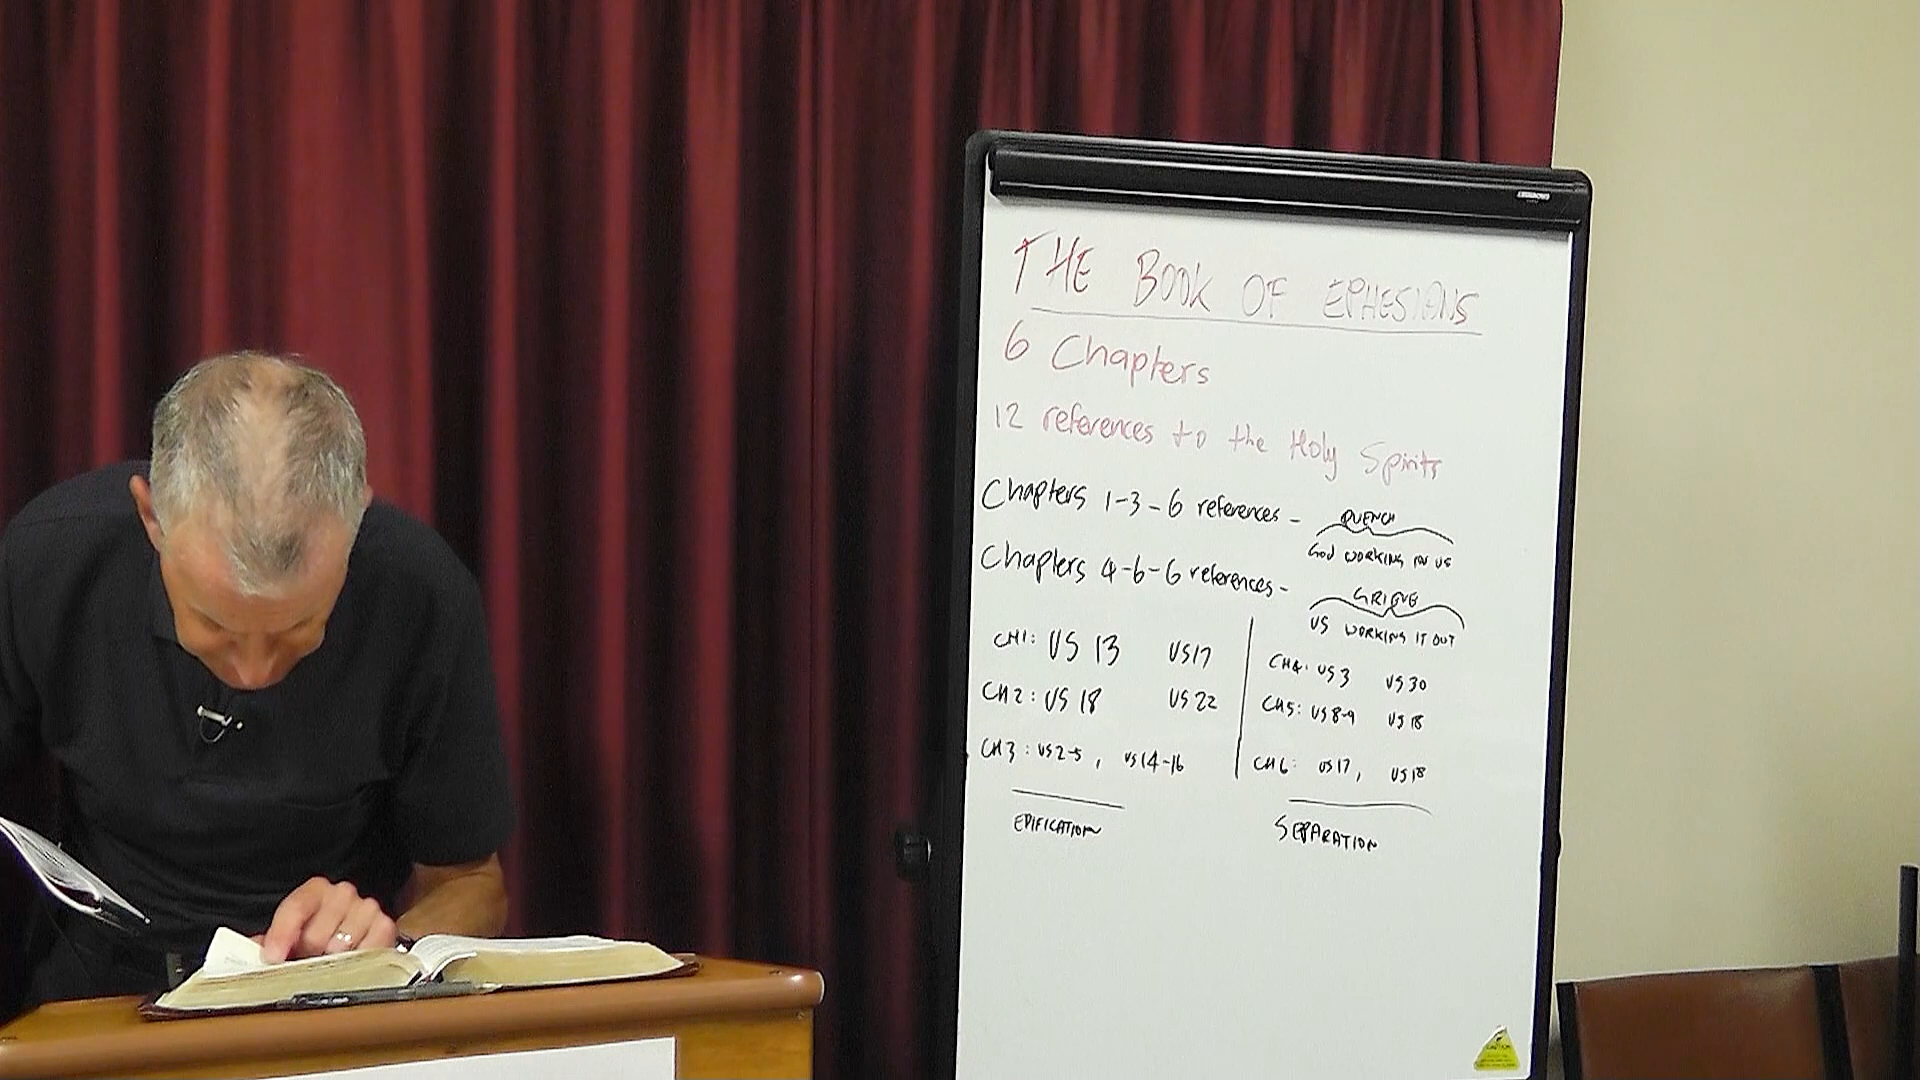 THE BOOK OF EPHESIANS
6 Chapters
12 references to the Holy Spirit
Chapters 1-3 - 6 references -
QUENCH
God WORKING IN US
Chapters 4-6 - 6 references -
GRIEVE
US WORKING IT OUT
CH1: VS 13 VS17
CH2: VS 18 VS 22
CH3: VS2-5, VS14-16
EDIFICATION
CH4: VS3 VS30
CH5: VS8-9 VS18
CH6: VS17, VS18
SEPARATION
CAUTION